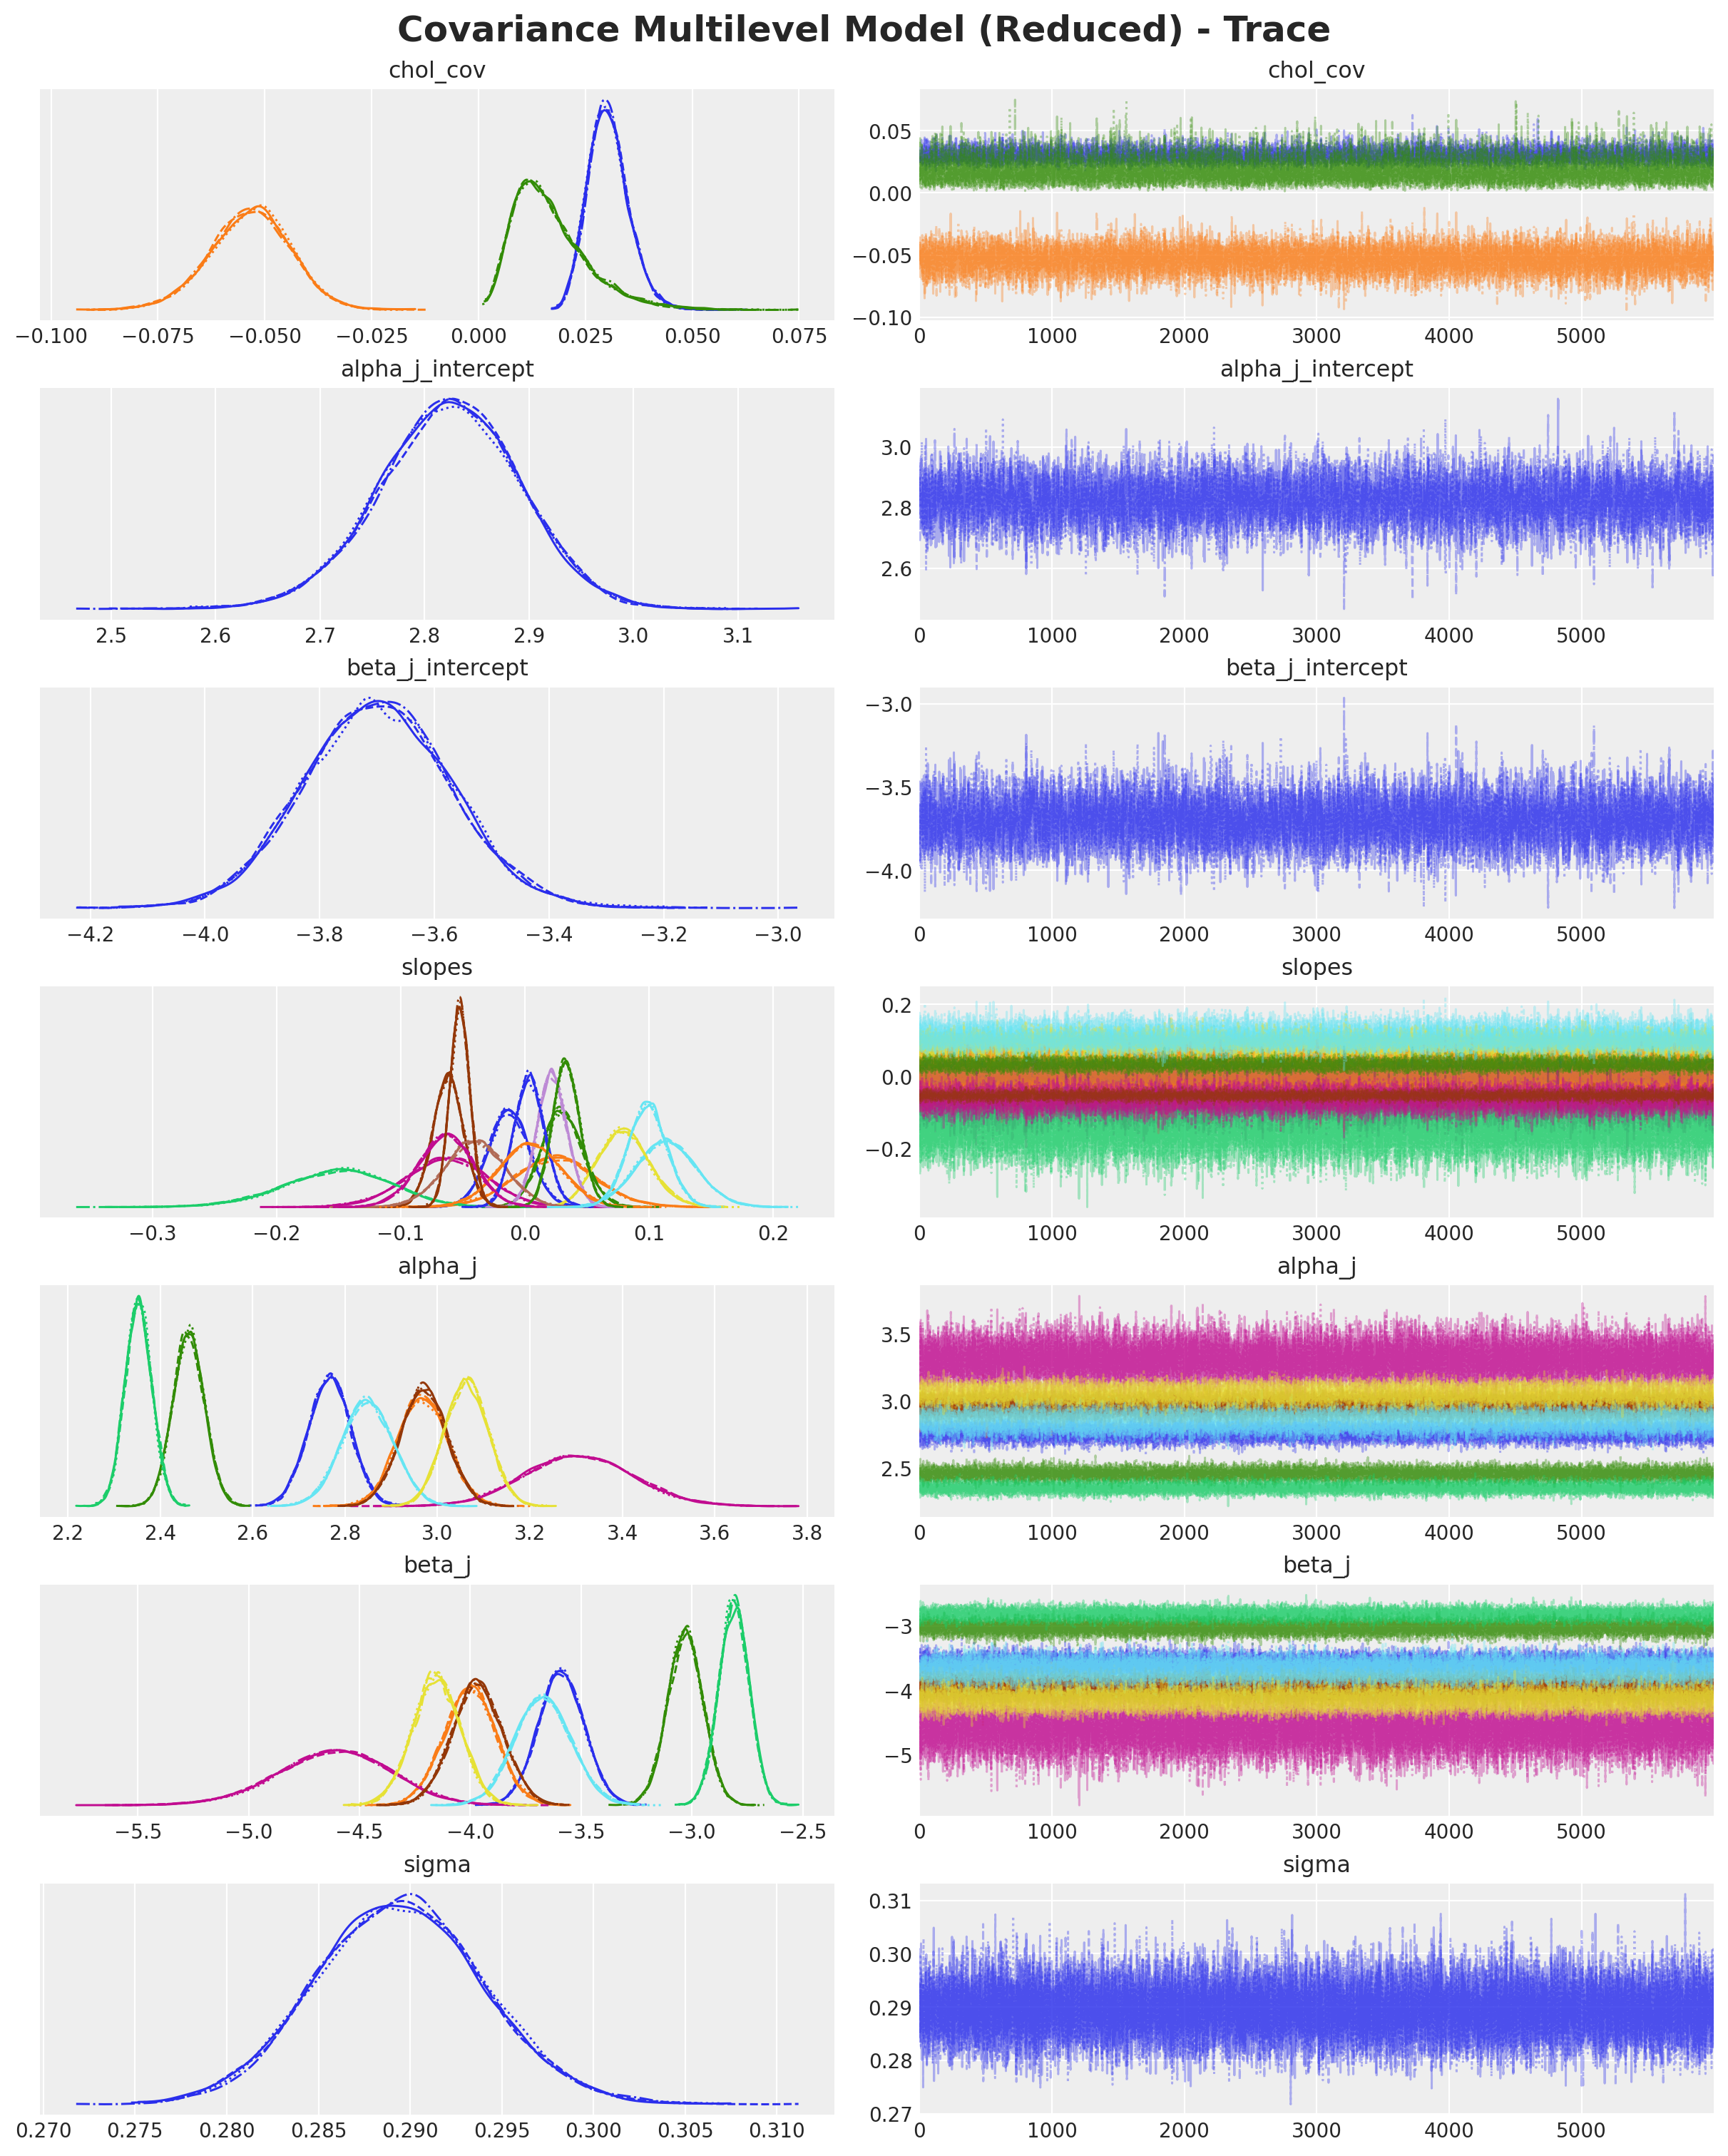 Covariance Multilevel Model (Reduced) - Trace
chol_cov chol_cov
0.05
0.00
−0.05
−0.10
−0.100 −0.075 −0.050 −0.025 0.000 0.025 0.050 0.075 0 1000 2000 3000 4000 5000
alpha_j_intercept alpha_j_intercept
3.0
2.8
2.6
2.5 2.6 2.7 2.8 2.9 3.0 3.1 0 1000 2000 3000 4000 5000
beta_j_intercept beta_j_intercept
−3.0
−3.5
−4.0
−4.2 −4.0 −3.8 −3.6 −3.4 −3.2 −3.0 0 1000 2000 3000 4000 5000
slopes slopes
0.2
0.0
−0.2
−0.3 −0.2 −0.1 0.0 0.1 0.2 0 1000 2000 3000 4000 5000
alpha_j alpha_j
3.5
3.0
2.5
2.2 2.4 2.6 2.8 3.0 3.2 3.4 3.6 3.8 0 1000 2000 3000 4000 5000
beta_j beta_j
−3
−4
−5
−5.5 −5.0 −4.5 −4.0 −3.5 −3.0 −2.5 0 1000 2000 3000 4000 5000
sigma sigma
0.31
0.30
0.29
0.28
0.27
0.270 0.275 0.280 0.285 0.290 0.295 0.300 0.305 0.310 0 1000 2000 3000 4000 5000